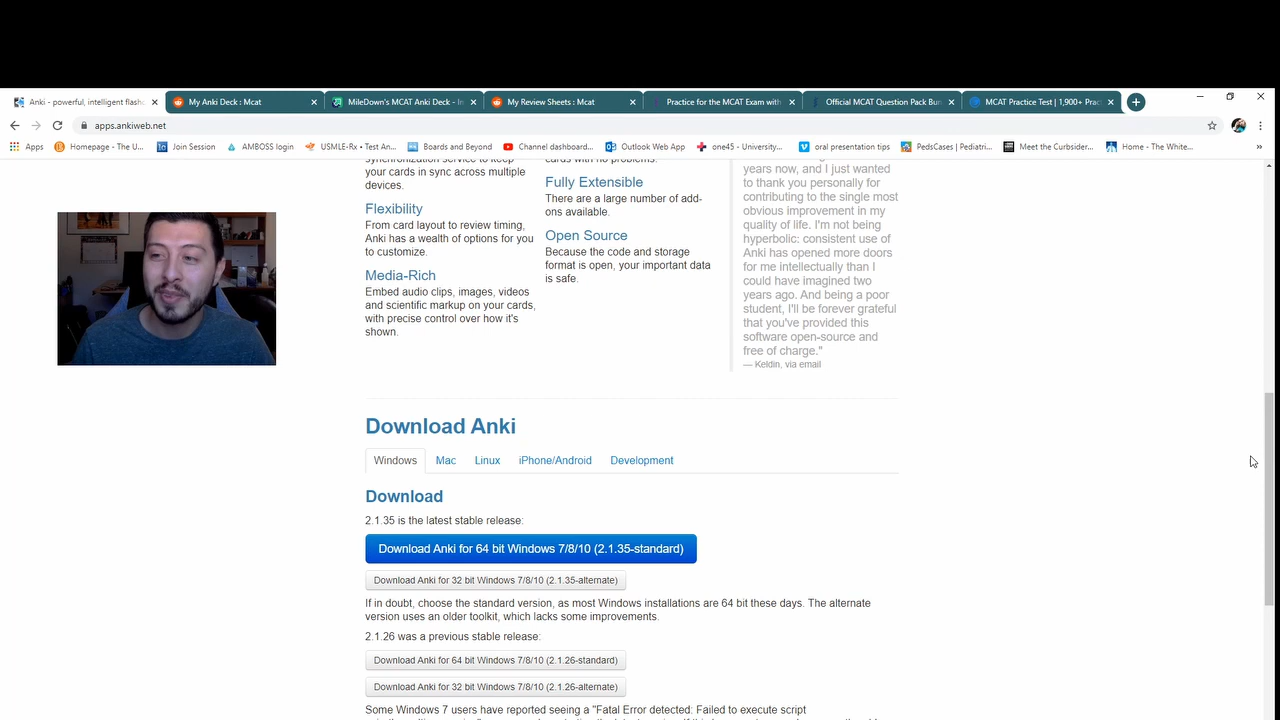 Anki - powerful, intelligent flashc
My Anki Deck : Mcat
MileDown's MCAT Anki Deck - In
My Review Sheets : Mcat
Practice for the MCAT Exam with
Official MCAT Question Pack Bun
MCAT Practice Test | 1,900+ Prac
apps.ankiweb.net
Apps
Homepage - The U...
Join Session
AMBOSS login
USMLE-Rx • Test An...
Boards and Beyond
Channel dashboard...
Outlook Web App
one45 - University...
oral presentation tips
PedsCases | Pediatri...
Meet the Curbsider...
Home - The White...
synchronization service to keep
your cards in sync across multiple
devices.
Flexibility
From card layout to review timing,
Anki has a wealth of options for you
to customize.
Media-Rich
Embed audio clips, images, videos
and scientific markup on your cards,
with precise control over how it's
shown.
cards with no problems.
Fully Extensible
There are a large number of add-
ons available.
Open Source
Because the code and storage
format is open, your important data
is safe.
years now, and I just wanted
to thank you personally for
contributing to the single most
obvious improvement in my
quality of life. I'm not being
hyperbolic: consistent use of
Anki has opened more doors
for me intellectually than I
could have imagined two
years ago. And being a poor
student, I'll be forever grateful
that you've provided this
software open-source and
free of charge."
— Keldin, via email
Download Anki
Windows
Mac
Linux
iPhone/Android
Development
Download
2.1.35 is the latest stable release:
Download Anki for 64 bit Windows 7/8/10 (2.1.35-standard)
Download Anki for 32 bit Windows 7/8/10 (2.1.35-alternate)
If in doubt, choose the standard version, as most Windows installations are 64 bit these days. The alternate
version uses an older toolkit, which lacks some improvements.
2.1.26 was a previous stable release:
Download Anki for 64 bit Windows 7/8/10 (2.1.26-standard)
Download Anki for 32 bit Windows 7/8/10 (2.1.26-alternate)
Some Windows 7 users have reported seeing a "Fatal Error detected: Failed to execute script